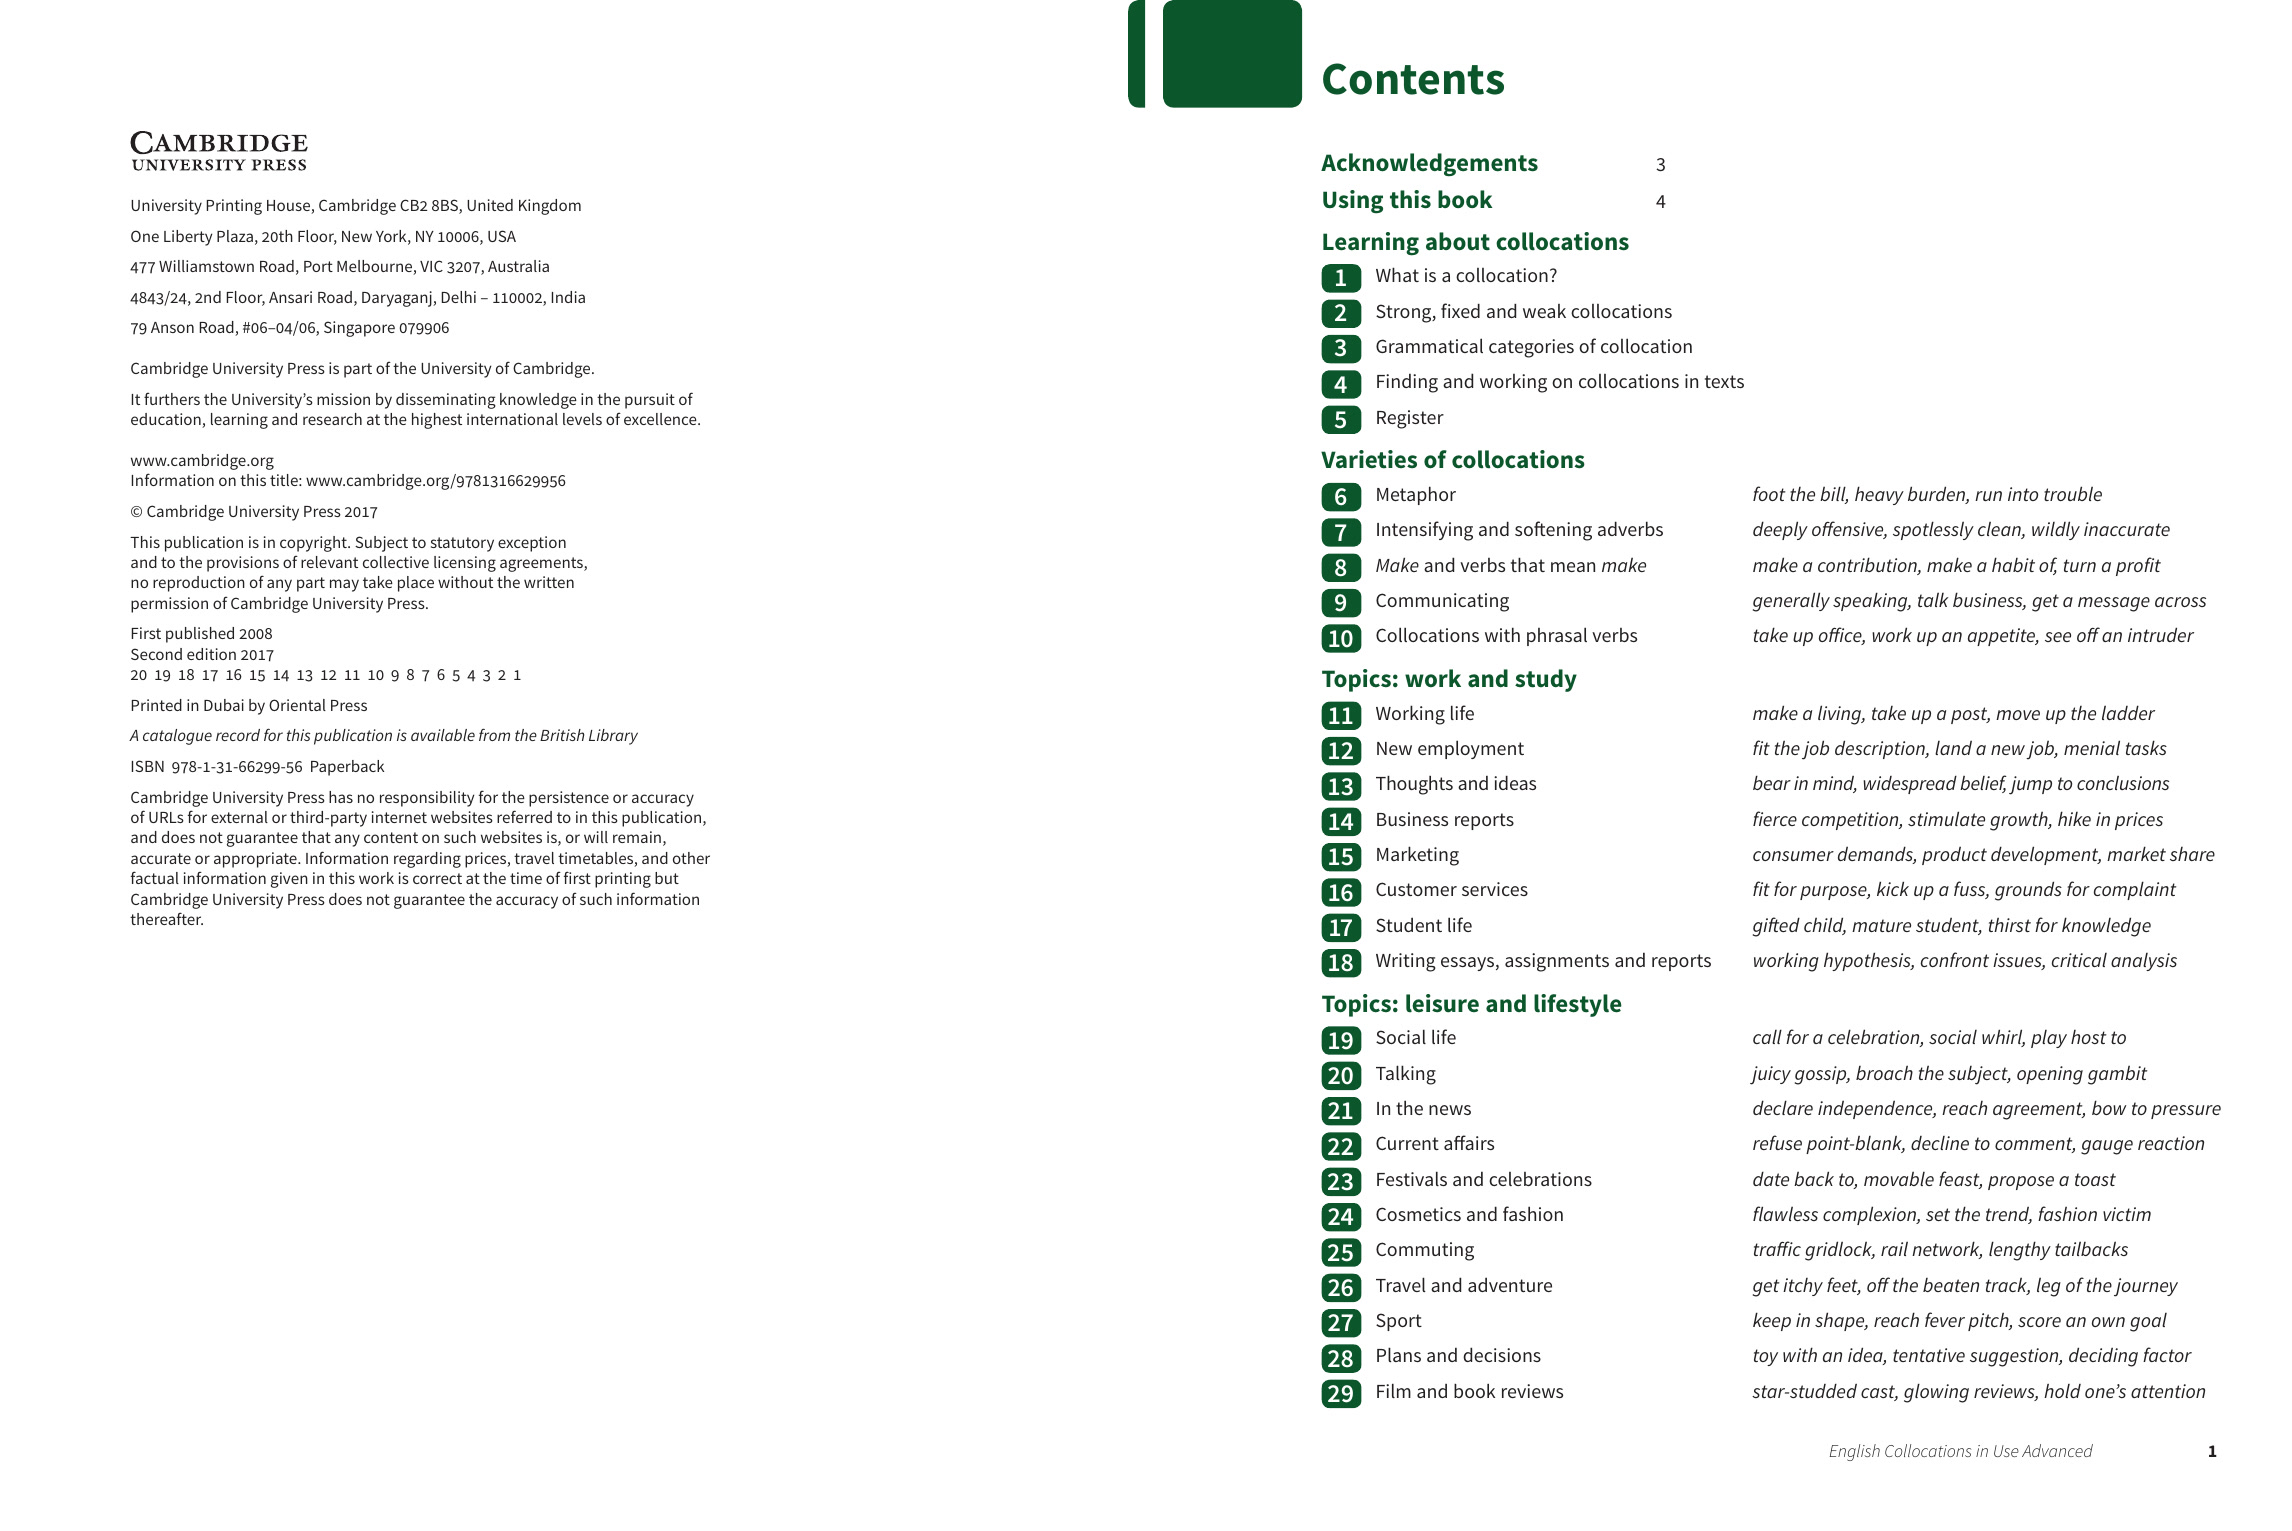 CAMBRIDGE
UNIVERSITY PRESS
University Printing House, Cambridge CB2 8BS, United Kingdom
One Liberty Plaza, 20th Floor, New York, NY 10006, USA
477 Williamstown Road, Port Melbourne, VIC 3207, Australia
4843/24, 2nd Floor, Ansari Road, Daryaganj, Delhi – 110002, India
79 Anson Road, #06–04/06, Singapore 079906
Cambridge University Press is part of the University of Cambridge.
It furthers the University’s mission by disseminating knowledge in the pursuit of
education, learning and research at the highest international levels of excellence.
www.cambridge.org
Information on this title: www.cambridge.org/9781316629956
© Cambridge University Press 2017
This publication is in copyright. Subject to statutory exception
and to the provisions of relevant collective licensing agreements,
no reproduction of any part may take place without the written
permission of Cambridge University Press.
First published 2008
Second edition 2017
20 19 18 17 16 15 14 13 12 11 10 9 8 7 6 5 4 3 2 1
Printed in Dubai by Oriental Press
A catalogue record for this publication is available from the British Library
ISBN 978-1-31-66299-56 Paperback
Cambridge University Press has no responsibility for the persistence or accuracy
of URLs for external or third-party internet websites referred to in this publication,
and does not guarantee that any content on such websites is, or will remain,
accurate or appropriate. Information regarding prices, travel timetables, and other
factual information given in this work is correct at the time of first printing but
Cambridge University Press does not guarantee the accuracy of such information
thereafter.
Contents
Acknowledgements 3
Using this book 4
Learning about collocations
1 What is a collocation?
2 Strong, fixed and weak collocations
3 Grammatical categories of collocation
4 Finding and working on collocations in texts
5 Register
Varieties of collocations
6 Metaphor foot the bill, heavy burden, run into trouble
7 Intensifying and softening adverbs deeply offensive, spotlessly clean, wildly inaccurate
8 Make and verbs that mean make make a contribution, make a habit of, turn a profit
9 Communicating generally speaking, talk business, get a message across
10 Collocations with phrasal verbs take up office, work up an appetite, see off an intruder
Topics: work and study
11 Working life make a living, take up a post, move up the ladder
12 New employment fit the job description, land a new job, menial tasks
13 Thoughts and ideas bear in mind, widespread belief, jump to conclusions
14 Business reports fierce competition, stimulate growth, hike in prices
15 Marketing consumer demands, product development, market share
16 Customer services fit for purpose, kick up a fuss, grounds for complaint
17 Student life gifted child, mature student, thirst for knowledge
18 Writing essays, assignments and reports working hypothesis, confront issues, critical analysis
Topics: leisure and lifestyle
19 Social life call for a celebration, social whirl, play host to
20 Talking juicy gossip, broach the subject, opening gambit
21 In the news declare independence, reach agreement, bow to pressure
22 Current affairs refuse point-blank, decline to comment, gauge reaction
23 Festivals and celebrations date back to, movable feast, propose a toast
24 Cosmetics and fashion flawless complexion, set the trend, fashion victim
25 Commuting traffic gridlock, rail network, lengthy tailbacks
26 Travel and adventure get itchy feet, off the beaten track, leg of the journey
27 Sport keep in shape, reach fever pitch, score an own goal
28 Plans and decisions toy with an idea, tentative suggestion, deciding factor
29 Film and book reviews star-studded cast, glowing reviews, hold one’s attention
English Collocations in Use Advanced 1